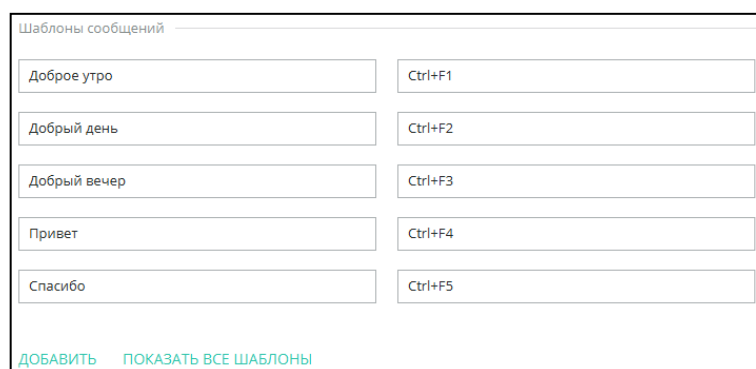 Шаблоны сообщений
Доброе утро Ctrl+F1
Добрый день Ctrl+F2
Добрый вечер Ctrl+F3
Привет Ctrl+F4
Спасибо Ctrl+F5
ДОБАВИТЬ ПОКАЗАТЬ ВСЕ ШАБЛОНЫ